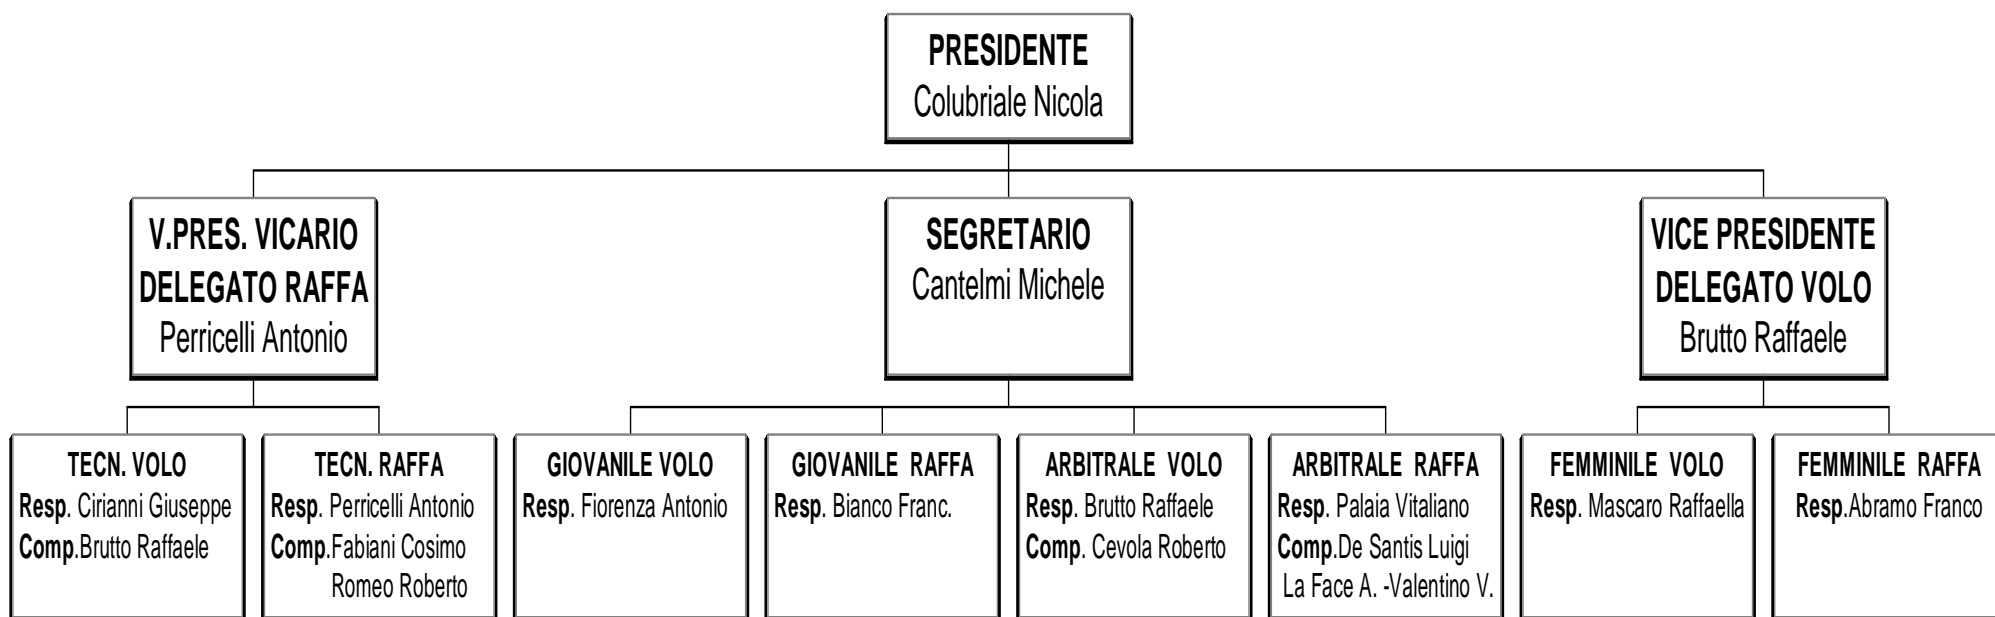 PRESIDENTE
Colubriale Nicola
V.PRES. VICARIO
DELEGATO RAFFA
Perricelli Antonio
SEGRETARIO
Cantelmi Michele
VICE PRESIDENTE
DELEGATO VOLO
Brutto Raffaele
TECN. VOLO
Resp. Cirianni Giuseppe
Comp.Brutto Raffaele
TECN. RAFFA
Resp. Perricelli Antonio
Comp.Fabiani Cosimo
Romeo Roberto
GIOVANILE VOLO
Resp. Fiorenza Antonio
GIOVANILE RAFFA
Resp. Bianco Franc.
ARBITRALE VOLO
Resp. Brutto Raffaele
Comp. Cevola Roberto
ARBITRALE RAFFA
Resp. Palaia Vitaliano
Comp.De Santis Luigi
La Face A. -Valentino V.
FEMMINILE VOLO
Resp. Mascaro Raffaella
FEMMINILE RAFFA
Resp.Abramo Franco